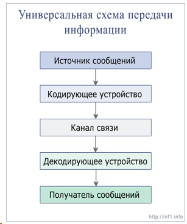 Универсальная схема передачи
информации
Источник сообщений
Кодирующее устройство
Канал связи
Декодирующее устройство
Получатель сообщений
http://inf1.info